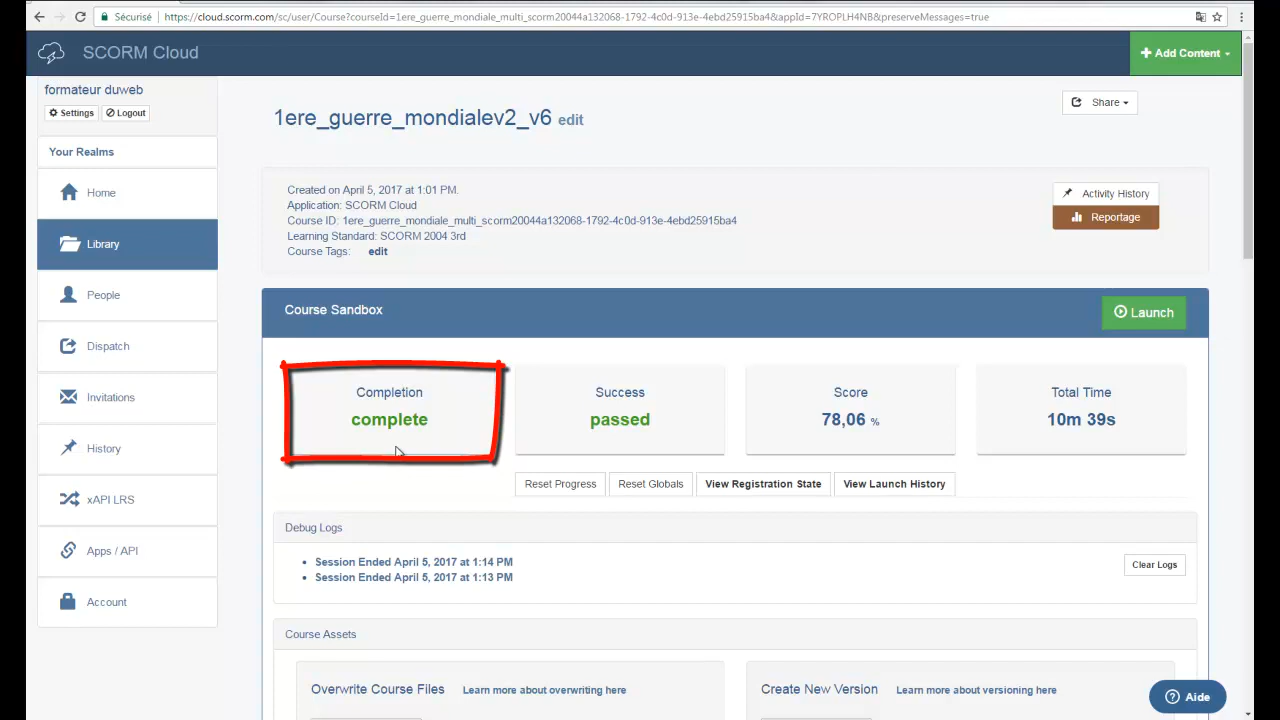 Sécurisé https://cloud.scorm.com/sc/user/Course?courseId=1ere_guerre_mondiale_multi_scorm20044a132068-1792-4c0d-913e-4ebd25915ba4&appId=7YROPLH4NB&preserveMessages=true
SCORM Cloud
Add Content
formateur duweb
Settings Logout
1ere_guerre_mondialev2_v6 edit
Share
Your Realms
Home
Library
People
Dispatch
Invitations
History
xAPI LRS
Apps / API
Account
Created on April 5, 2017 at 1:01 PM.
Application: SCORM Cloud
Course ID: 1ere_guerre_mondiale_multi_scorm20044a132068-1792-4c0d-913e-4ebd25915ba4
Learning Standard: SCORM 2004 3rd
Course Tags: edit
Activity History
Reportage
Course Sandbox
Launch
Completion
complete
Success
passed
Score
78,06 %
Total Time
10m 39s
Reset Progress Reset Globals View Registration State View Launch History
Debug Logs
Session Ended April 5, 2017 at 1:14 PM
Session Ended April 5, 2017 at 1:13 PM
Clear Logs
Course Assets
Overwrite Course Files Learn more about overwriting here
Create New Version Learn more about versioning here
Aide